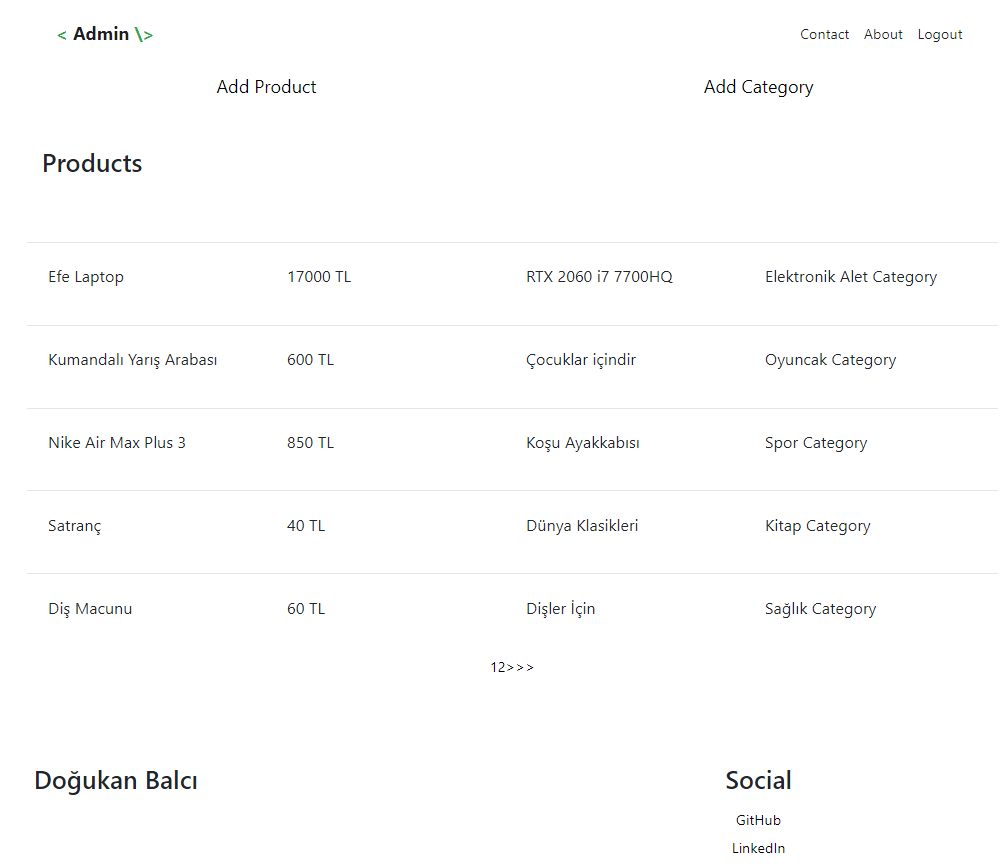 < Admin \> Contact About Logout
Add Product Add Category
Products
Efe Laptop 17000 TL RTX 2060 i7 7700HQ Elektronik Alet Category
Kumandalı Yarış Arabası 600 TL Çocuklar içindir Oyuncak Category
Nike Air Max Plus 3 850 TL Koşu Ayakkabısı Spor Category
Satranç 40 TL Dünya Klasikleri Kitap Category
Diş Macunu 60 TL Dişler İçin Sağlık Category
12>>>
Doğukan Balcı Social
GitHub
LinkedIn